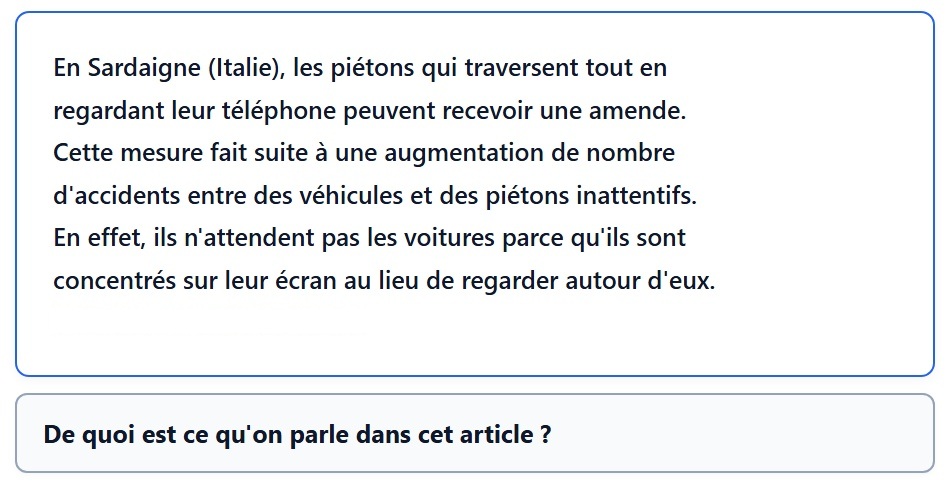 En Sardaigne (Italie), les piétons qui traversent tout en
regardant leur téléphone peuvent recevoir une amende.
Cette mesure fait suite à une augmentation de nombre
d'accidents entre des véhicules et des piétons inattentifs.
En effet, ils n'attendent pas les voitures parce qu'ils sont
concentrés sur leur écran au lieu de regarder autour d'eux.
De quoi est ce qu'on parle dans cet article ?